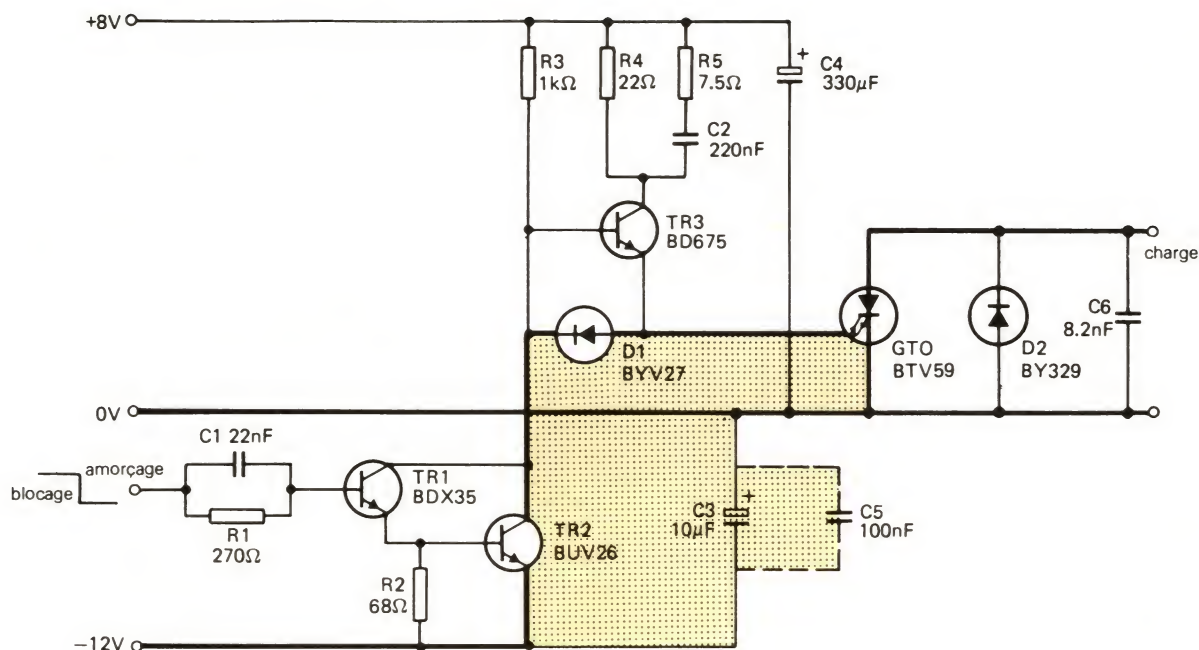 +8V
R3
1kΩ
R4
22Ω
R5
7.5Ω
C2
220nF
+
C4
330μF
TR3
BD675
charge
C6
8.2nF
GTO
BTV59
D2
BY329
D1
BYV27
0V
C1 22nF
amorçage
blocage
R1
270Ω
TR1
BDX35
TR2
BUV26
R2
68Ω
+
C3
10μF
C5
100nF
−12V